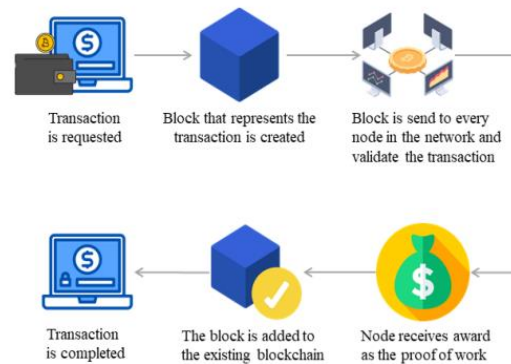 Transaction
is requested
Block that represents the
transaction is created
Block is send to every
node in the network and
validate the transaction
Transaction
is completed
The block is added to
the existing blockchain
Node receives award
as the proof of work